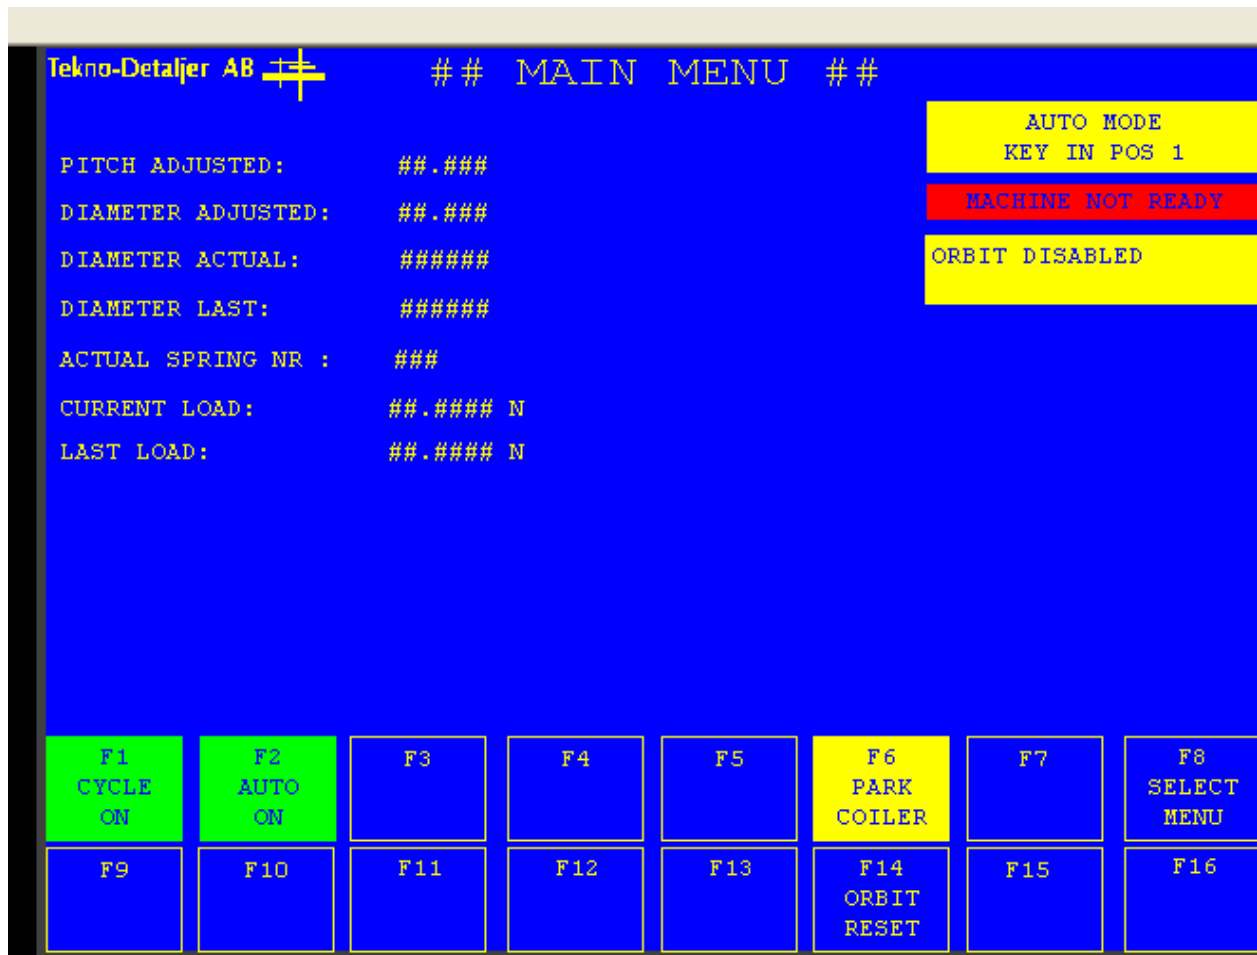 Tekno-Detaljer AB
## MAIN MENU ##
AUTO MODE
KEY IN POS 1
MACHINE NOT READY
ORBIT DISABLED
PITCH ADJUSTED: ##.###
DIAMETER ADJUSTED: ##.###
DIAMETER ACTUAL: ######
DIAMETER LAST: ######
ACTUAL SPRING NR : ###
CURRENT LOAD: ##.#### N
LAST LOAD: ##.#### N
F1
CYCLE
ON
F2
AUTO
ON
F3
F4
F5
F6
PARK
COILER
F7
F8
SELECT
MENU
F9
F10
F11
F12
F13
F14
ORBIT
RESET
F15
F16